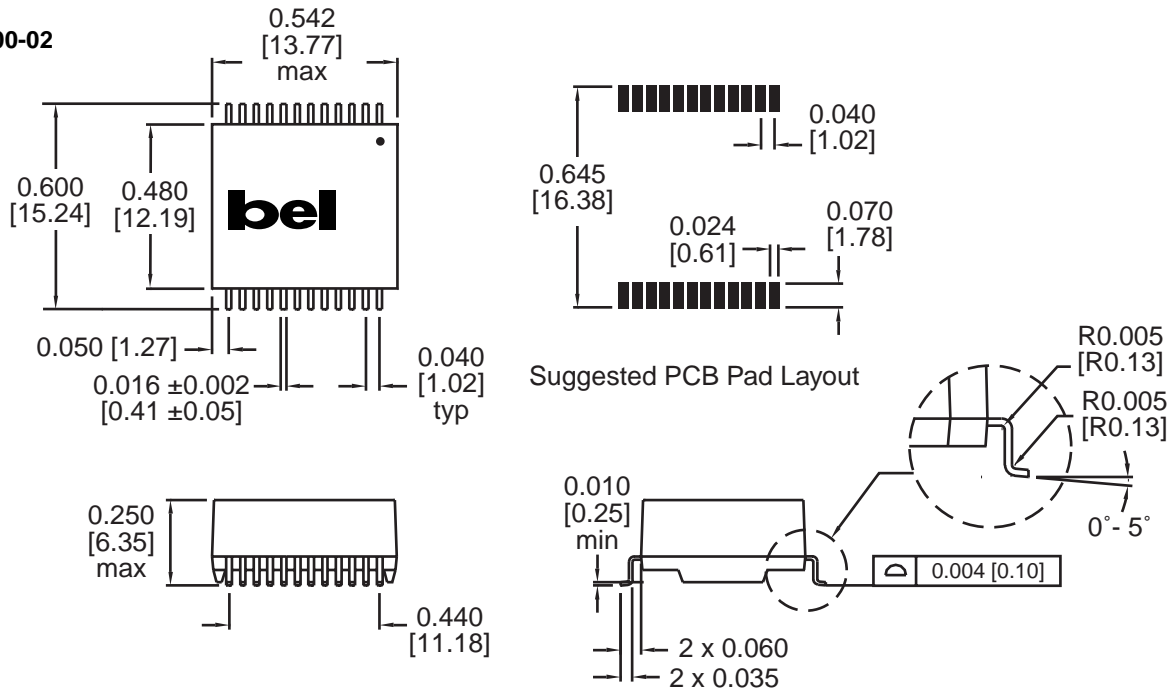 00-02
0.542
[13.77]
max
0.600
[15.24]
0.480
[12.19]
bel
0.050 [1.27]
0.016 ±0.002
[0.41 ±0.05]
0.040
[1.02]
typ
0.645
[16.38]
0.040
[1.02]
0.024
[0.61]
0.070
[1.78]
Suggested PCB Pad Layout
R0.005
[R0.13]
R0.005
[R0.13]
0°- 5°
0.250
[6.35]
max
0.440
[11.18]
0.010
[0.25]
min
0.004 [0.10]
2 x 0.060
2 x 0.035